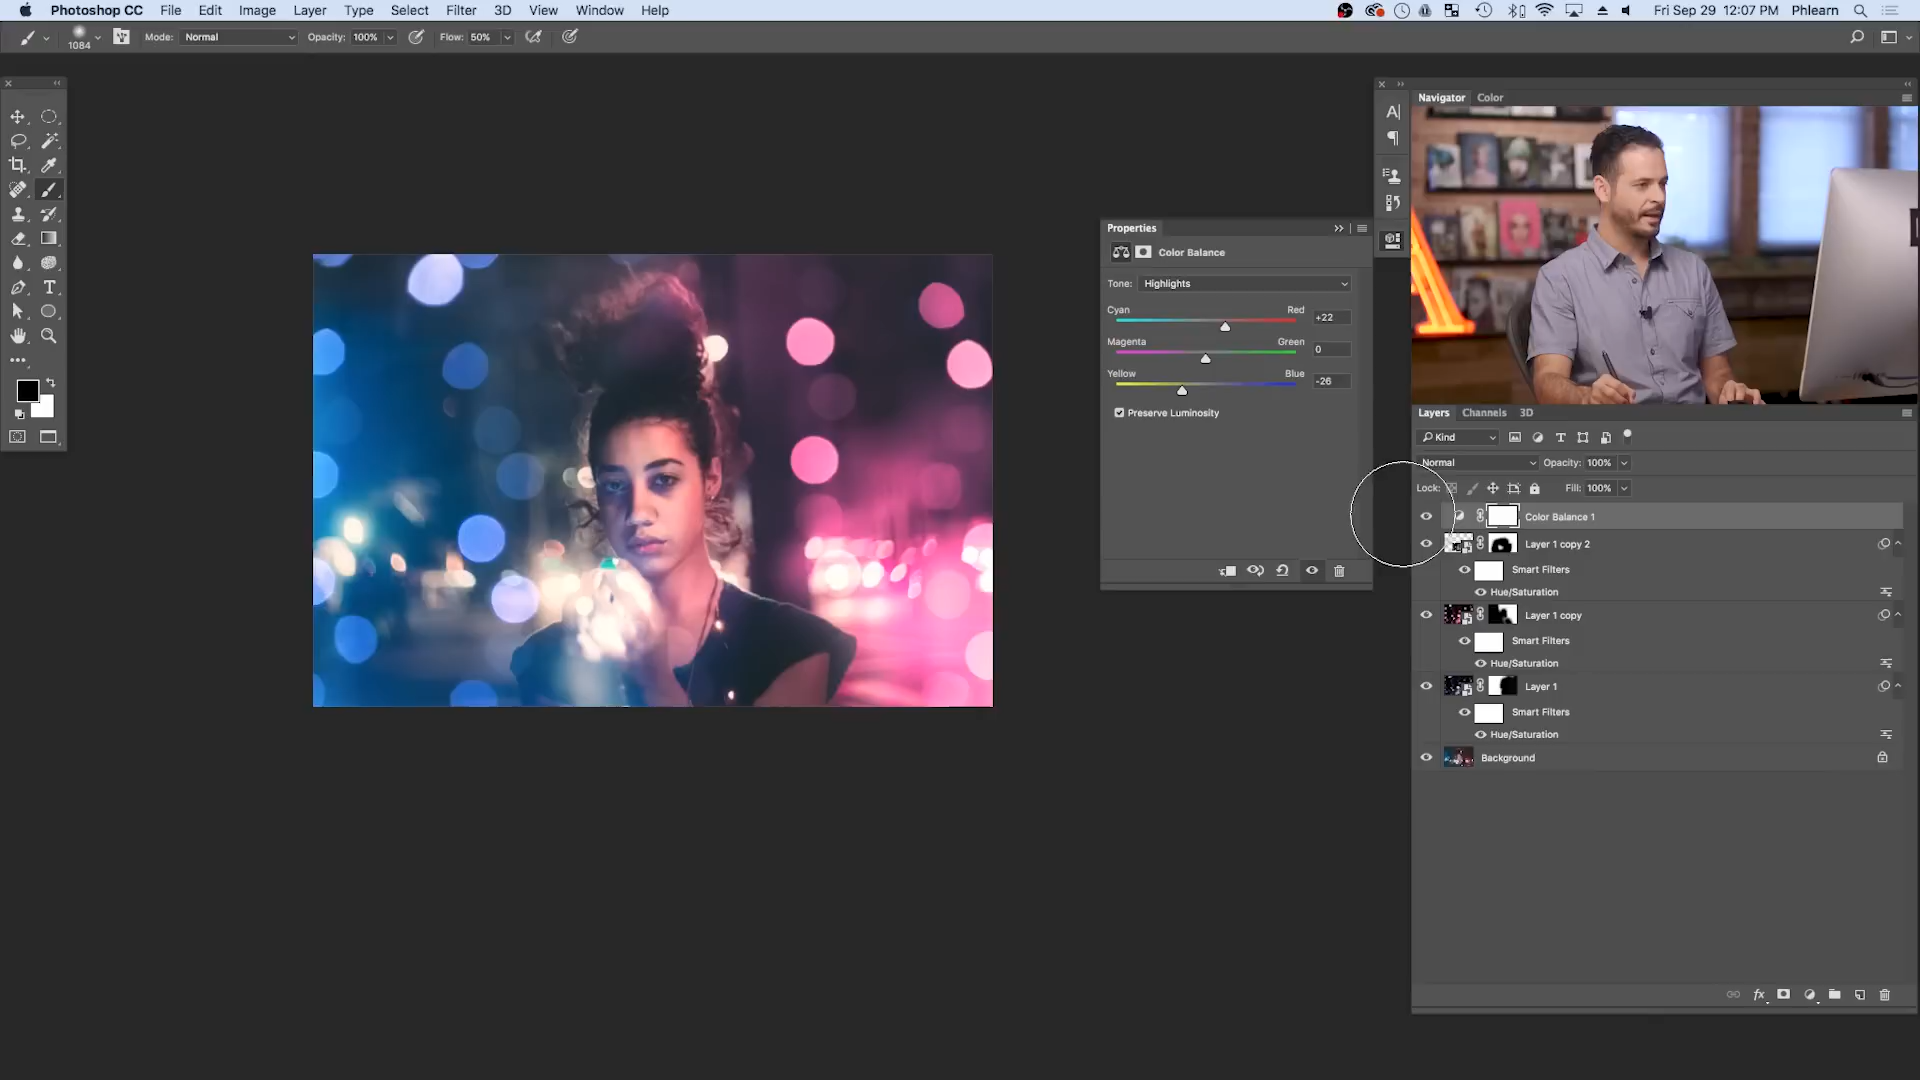 Photoshop CC File Edit Image Layer Type Select Filter 3D View Window Help Fri Sep 29 12:07 PM Phlearn
1084 Mode: Normal Opacity: 100% Flow: 50%
Navigator Color
Properties
Color Balance
Tone: Highlights
Cyan Red +22
Magenta Green 0
Yellow Blue -26
Preserve Luminosity
Layers Channels 3D
Kind
Normal Opacity: 100%
Lock: Fill: 100%
Color Balance 1
Layer 1 copy 2
Smart Filters
Hue/Saturation
Layer 1 copy
Smart Filters
Hue/Saturation
Layer 1
Smart Filters
Hue/Saturation
Background